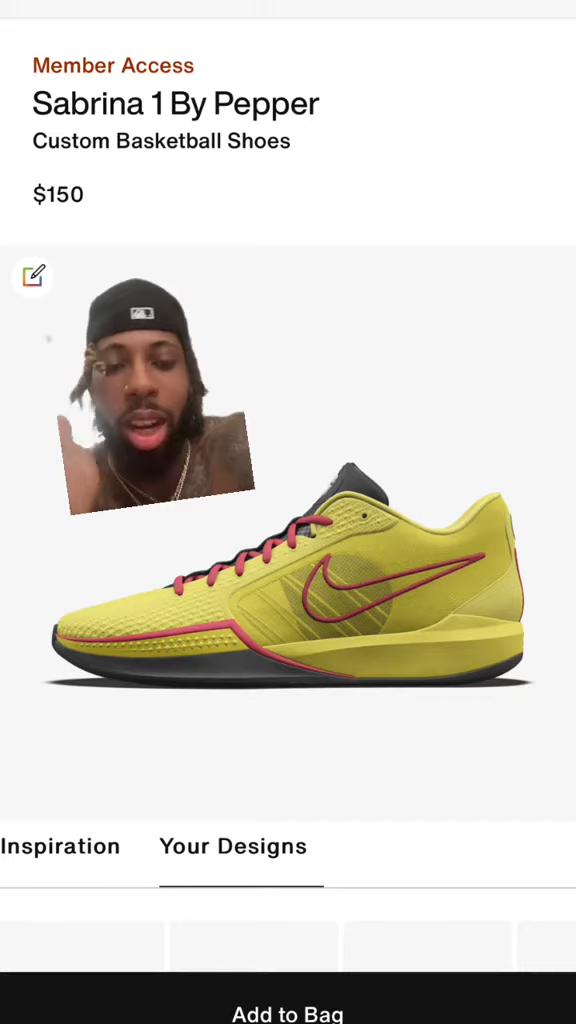 Member Access
Sabrina 1 By Pepper
Custom Basketball Shoes
$150
Inspiration
Your Designs
Add to Bag